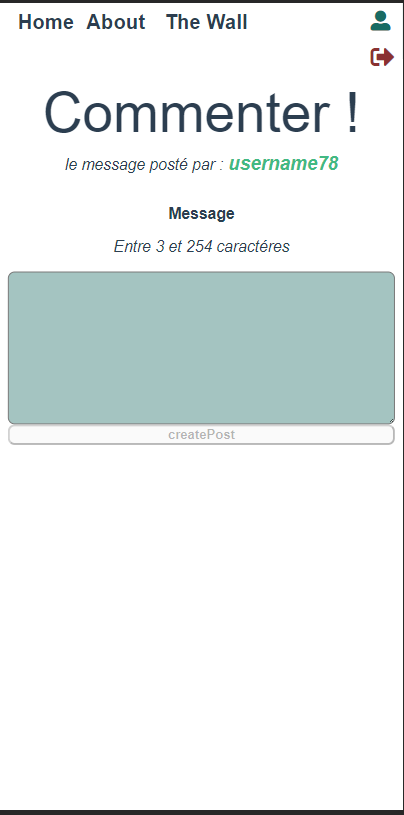 Home About The Wall
Commenter !
le message posté par : username78
Message
Entre 3 et 254 caractéres
createPost